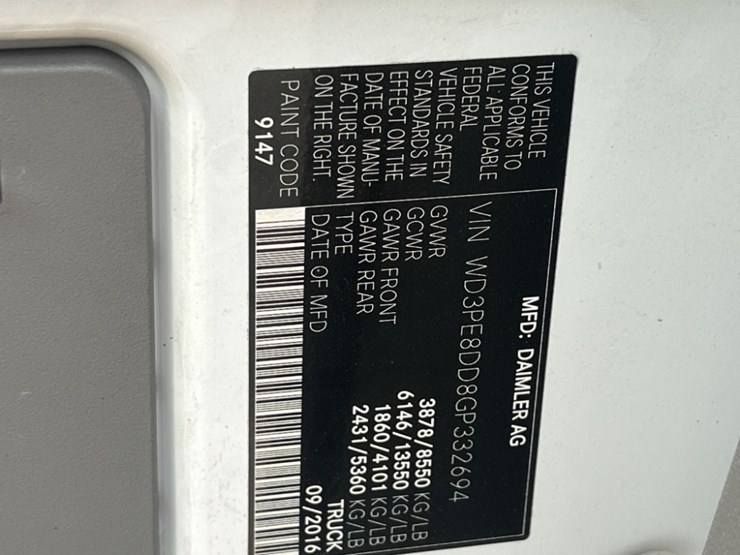 THIS VEHICLE
CONFORMS TO
ALL APPLICABLE
FEDERAL
VEHICLE SAFETY
STANDARDS IN
EFFECT ON THE
DATE OF MANU-
FACTURE SHOWN
ON THE RIGHT
PAINT CODE
9147
MFD: DAIMLER AG
VIN WD3PE8DD8GP332694
GVWR 3878/8550 KG/LB
GCWR 6146/13550 KG/LB
GAWR FRONT 1860/4101 KG/LB
GAWR REAR 2431/5360 KG/LB
TYPE TRUCK
DATE OF MFD 09/2016